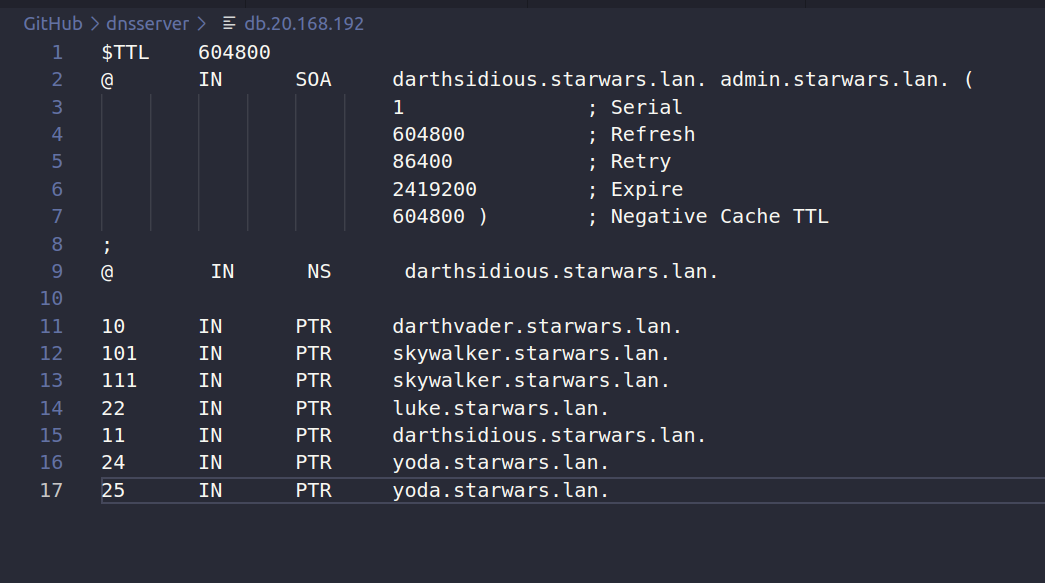 GitHub > dnsserver > db.20.168.192
1 $TTL 604800
2 @ IN SOA darthsidious.starwars.lan. admin.starwars.lan. (
3 1 ; Serial
4 604800 ; Refresh
5 86400 ; Retry
6 2419200 ; Expire
7 604800 ) ; Negative Cache TTL
8 ;
9 @ IN NS darthsidious.starwars.lan.
10
11 10 IN PTR darthvader.starwars.lan.
12 101 IN PTR skywalker.starwars.lan.
13 111 IN PTR skywalker.starwars.lan.
14 22 IN PTR luke.starwars.lan.
15 11 IN PTR darthsidious.starwars.lan.
16 24 IN PTR yoda.starwars.lan.
17 25 IN PTR yoda.starwars.lan.